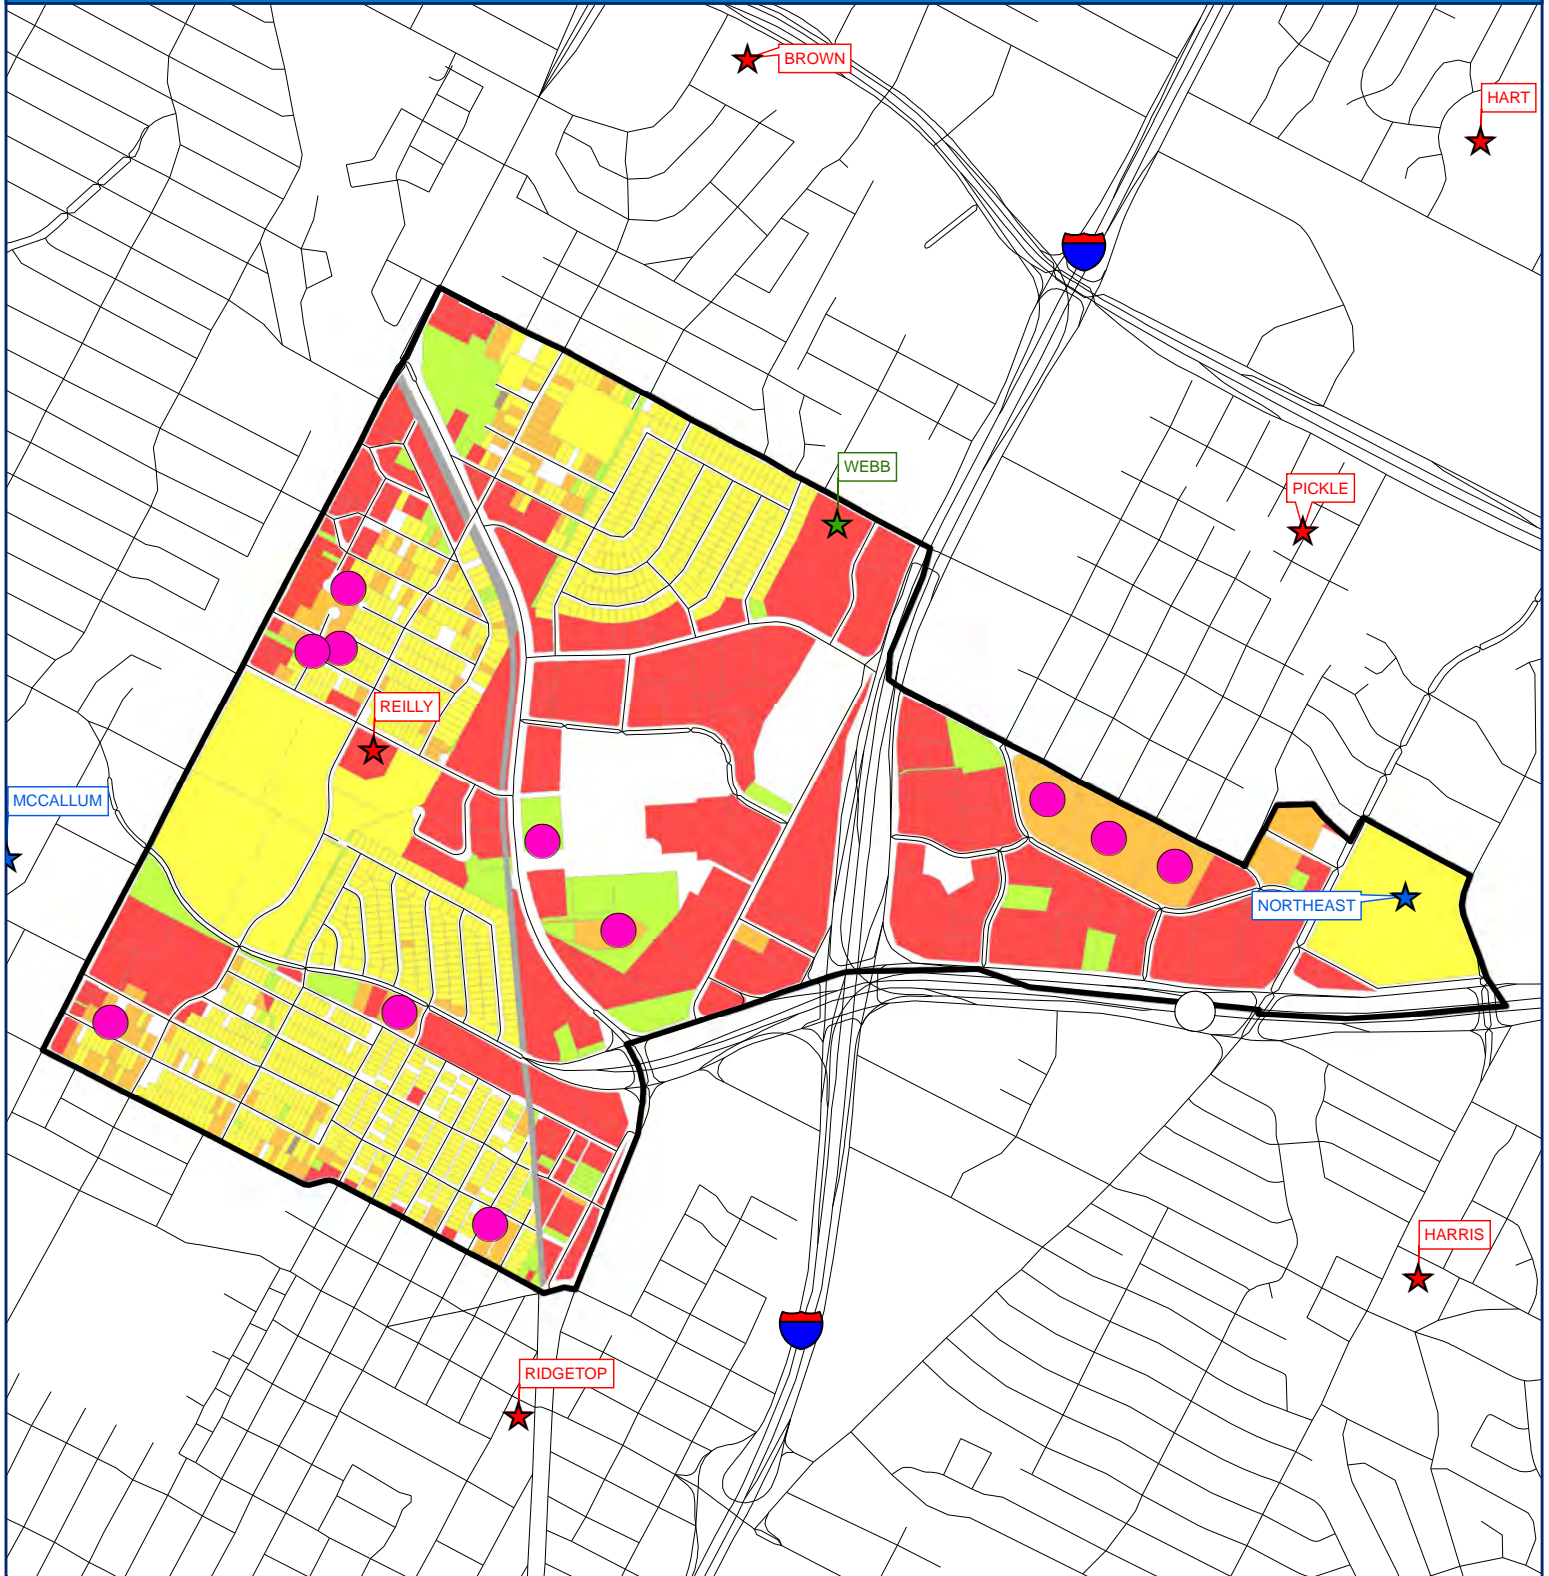 BROWN
HART
WEBB
PICKLE
REILLY
MCCALLUM
NORTHEAST
HARRIS
RIDGETOP